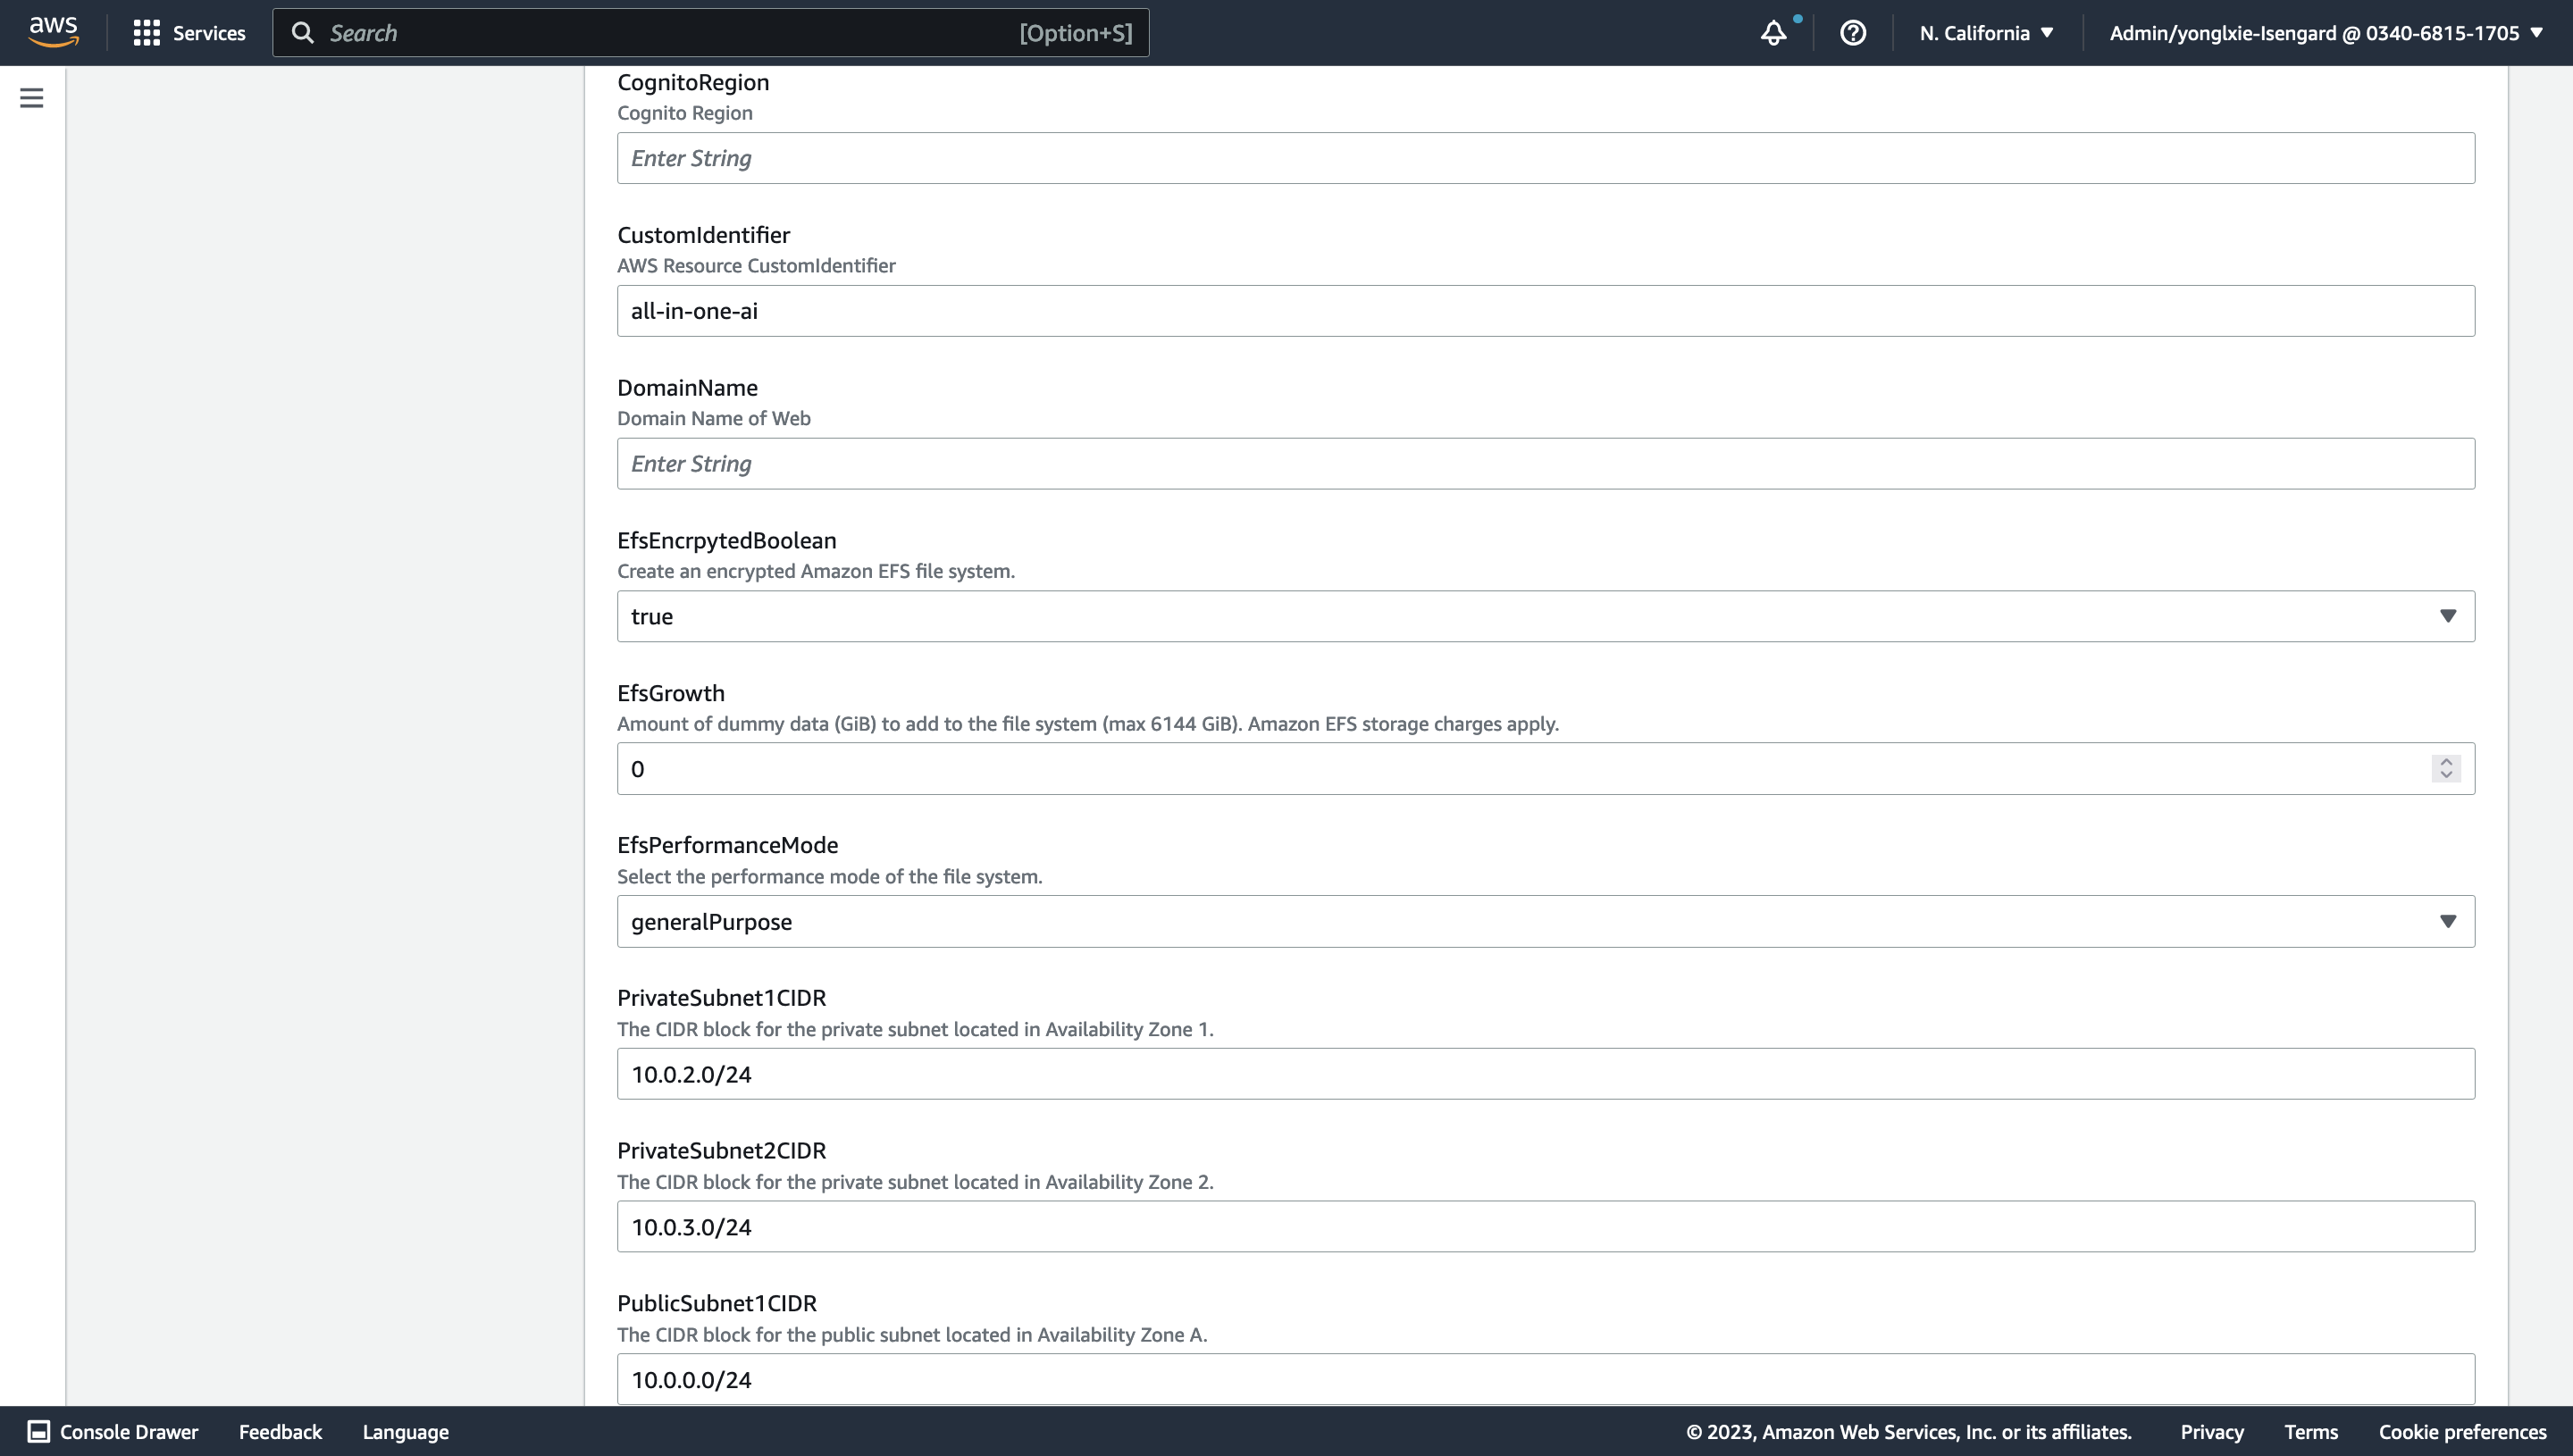 aws
Services
Search
[Option+S]
N. California
Admin/yonglxie-Isengard @ 0340-6815-1705
CognitoRegion
Cognito Region
Enter String
CustomIdentifier
AWS Resource CustomIdentifier
all-in-one-ai
DomainName
Domain Name of Web
Enter String
EfsEncrpytedBoolean
Create an encrypted Amazon EFS file system.
true
EfsGrowth
Amount of dummy data (GiB) to add to the file system (max 6144 GiB). Amazon EFS storage charges apply.
0
EfsPerformanceMode
Select the performance mode of the file system.
generalPurpose
PrivateSubnet1CIDR
The CIDR block for the private subnet located in Availability Zone 1.
10.0.2.0/24
PrivateSubnet2CIDR
The CIDR block for the private subnet located in Availability Zone 2.
10.0.3.0/24
PublicSubnet1CIDR
The CIDR block for the public subnet located in Availability Zone A.
10.0.0.0/24
Console Drawer
Feedback
Language
© 2023, Amazon Web Services, Inc. or its affiliates.
Privacy
Terms
Cookie preferences